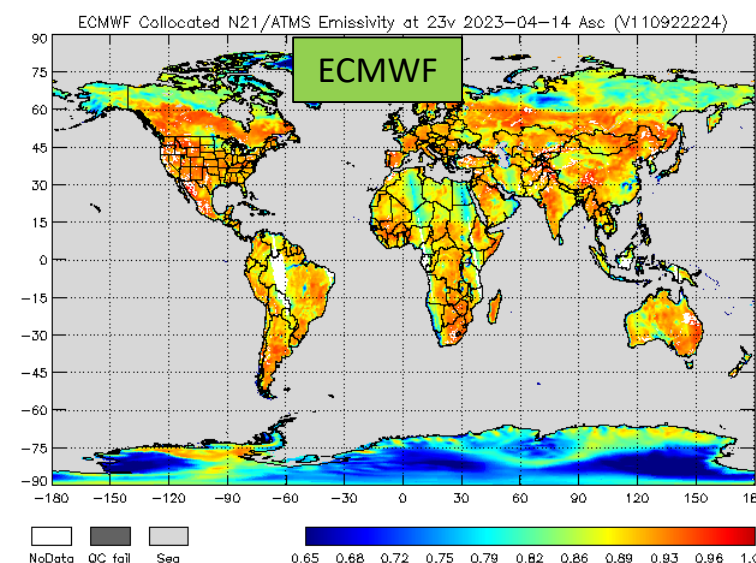 ECMWF Collocated N21/ATMS Emissivity at 23v 2023-04-14 Asc (V110922224)
ECMWF
90
75
60
45
30
15
0
-15
-30
-45
-60
-75
-90
-180 -150 -120 -90 -60 -30 0 30 60 90 120 150 18
NoData QC fail Sea
0.65 0.68 0.72 0.75 0.79 0.82 0.86 0.89 0.93 0.96 1.0